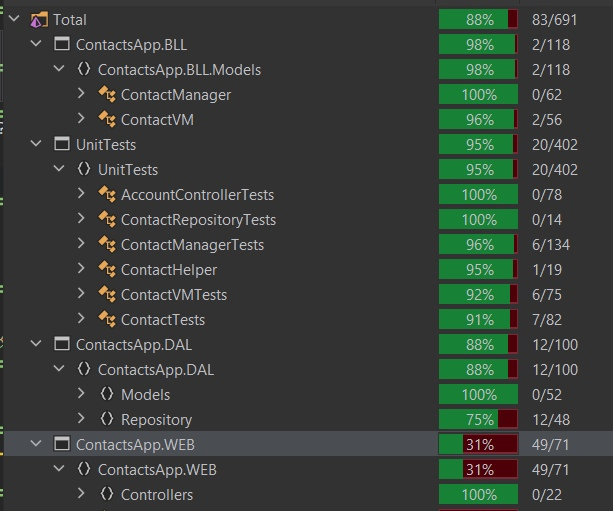 Total 88% 83/691
ContactsApp.BLL 98% 2/118
ContactsApp.BLL.Models 98% 2/118
ContactManager 100% 0/62
ContactVM 96% 2/56
UnitTests 95% 20/402
UnitTests 95% 20/402
AccountControllerTests 100% 0/78
ContactRepositoryTests 100% 0/14
ContactManagerTests 96% 6/134
ContactHelper 95% 1/19
ContactVMTests 92% 6/75
ContactTests 91% 7/82
ContactsApp.DAL 88% 12/100
ContactsApp.DAL 88% 12/100
Models 100% 0/52
Repository 75% 12/48
ContactsApp.WEB 31% 49/71
ContactsApp.WEB 31% 49/71
Controllers 100% 0/22